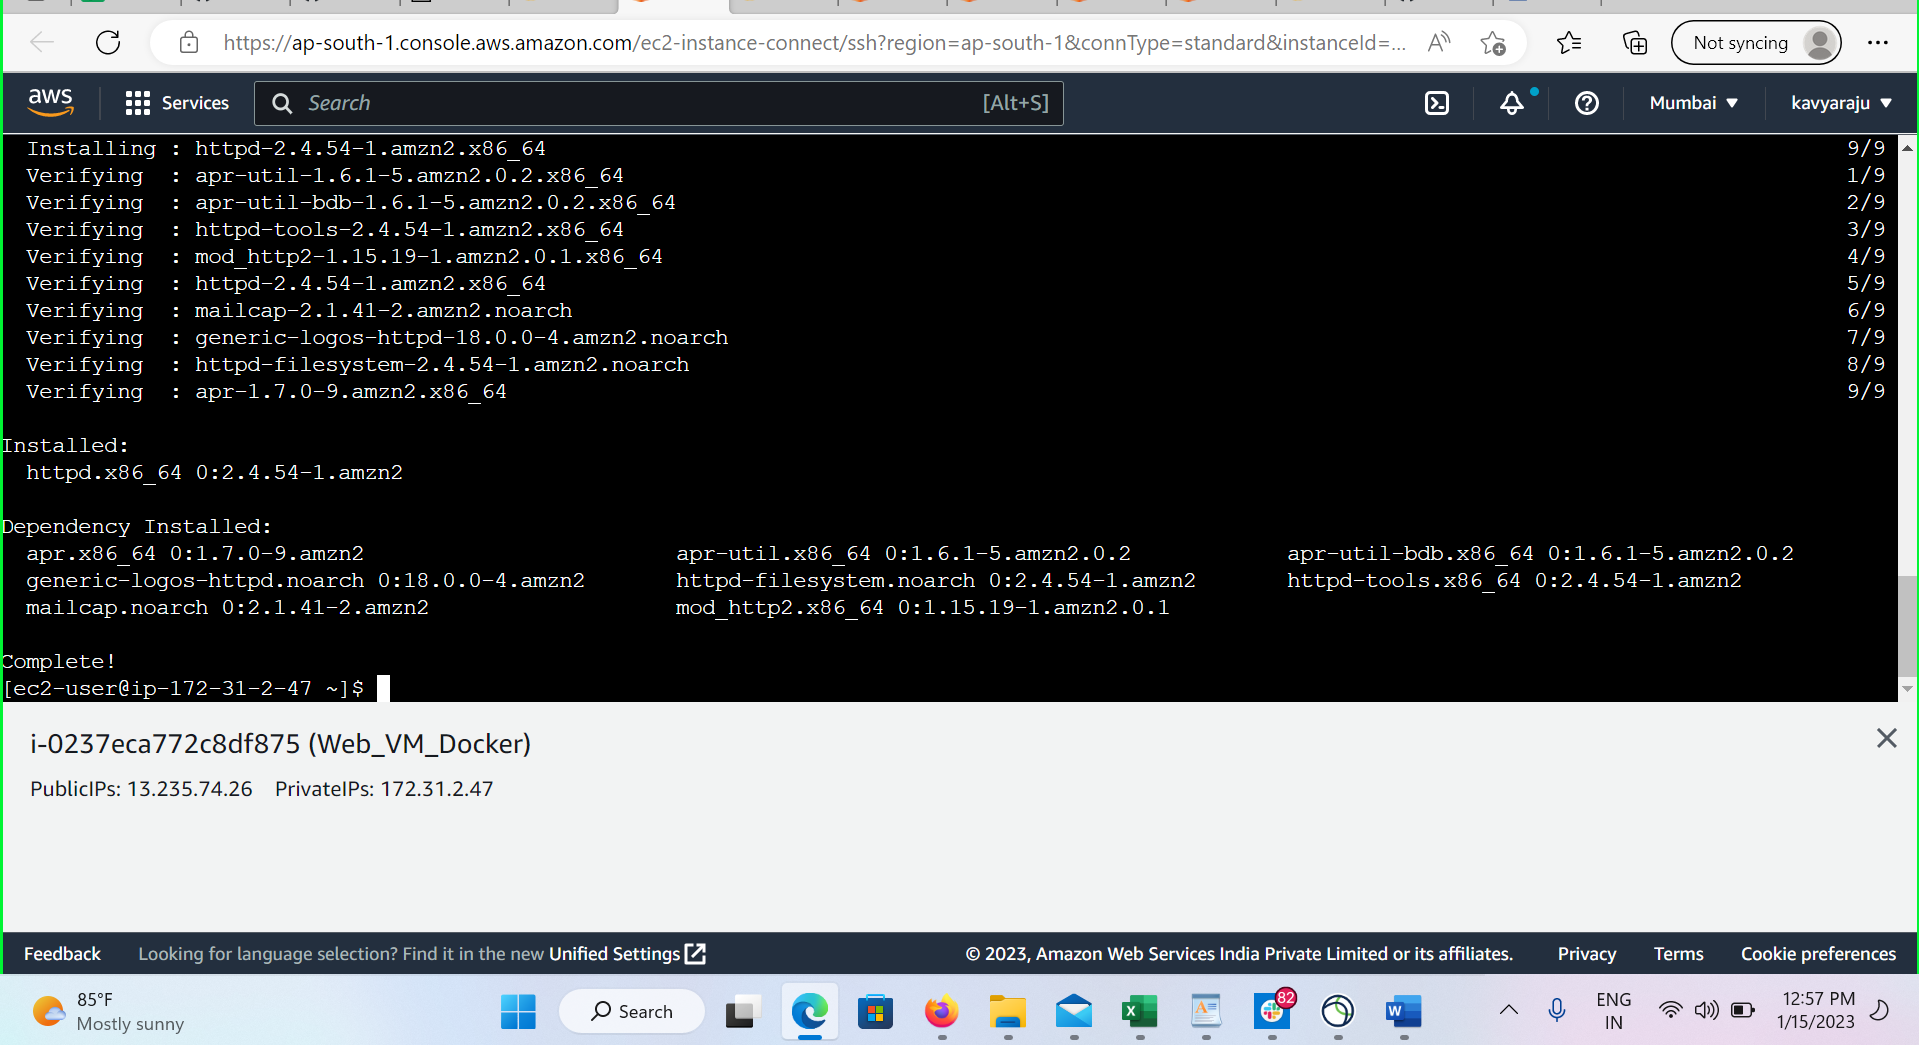 https://ap-south-1.console.aws.amazon.com/ec2-instance-connect/ssh?region=ap-south-1&connType=standard&instanceId=...
Not syncing
aws
Services
Search
[Alt+S]
Mumbai
kavyaraju
Installing : httpd-2.4.54-1.amzn2.x86_64 9/9
Verifying : apr-util-1.6.1-5.amzn2.0.2.x86_64 1/9
Verifying : apr-util-bdb-1.6.1-5.amzn2.0.2.x86_64 2/9
Verifying : httpd-tools-2.4.54-1.amzn2.x86_64 3/9
Verifying : mod_http2-1.15.19-1.amzn2.0.1.x86_64 4/9
Verifying : httpd-2.4.54-1.amzn2.x86_64 5/9
Verifying : mailcap-2.1.41-2.amzn2.noarch 6/9
Verifying : generic-logos-httpd-18.0.0-4.amzn2.noarch 7/9
Verifying : httpd-filesystem-2.4.54-1.amzn2.noarch 8/9
Verifying : apr-1.7.0-9.amzn2.x86_64 9/9
Installed:
httpd.x86_64 0:2.4.54-1.amzn2
Dependency Installed:
apr.x86_64 0:1.7.0-9.amzn2 apr-util.x86_64 0:1.6.1-5.amzn2.0.2 apr-util-bdb.x86_64 0:1.6.1-5.amzn2.0.2
generic-logos-httpd.noarch 0:18.0.0-4.amzn2 httpd-filesystem.noarch 0:2.4.54-1.amzn2 httpd-tools.x86_64 0:2.4.54-1.amzn2
mailcap.noarch 0:2.1.41-2.amzn2 mod_http2.x86_64 0:1.15.19-1.amzn2.0.1
Complete!
[ec2-user@ip-172-31-2-47 ~]$
i-0237eca772c8df875 (Web_VM_Docker)
PublicIPs: 13.235.74.26 PrivateIPs: 172.31.2.47
Feedback
Looking for language selection? Find it in the new Unified Settings
© 2023, Amazon Web Services India Private Limited or its affiliates.
Privacy
Terms
Cookie preferences
85°F
Mostly sunny
Search
82
ENG
IN
12:57 PM
1/15/2023